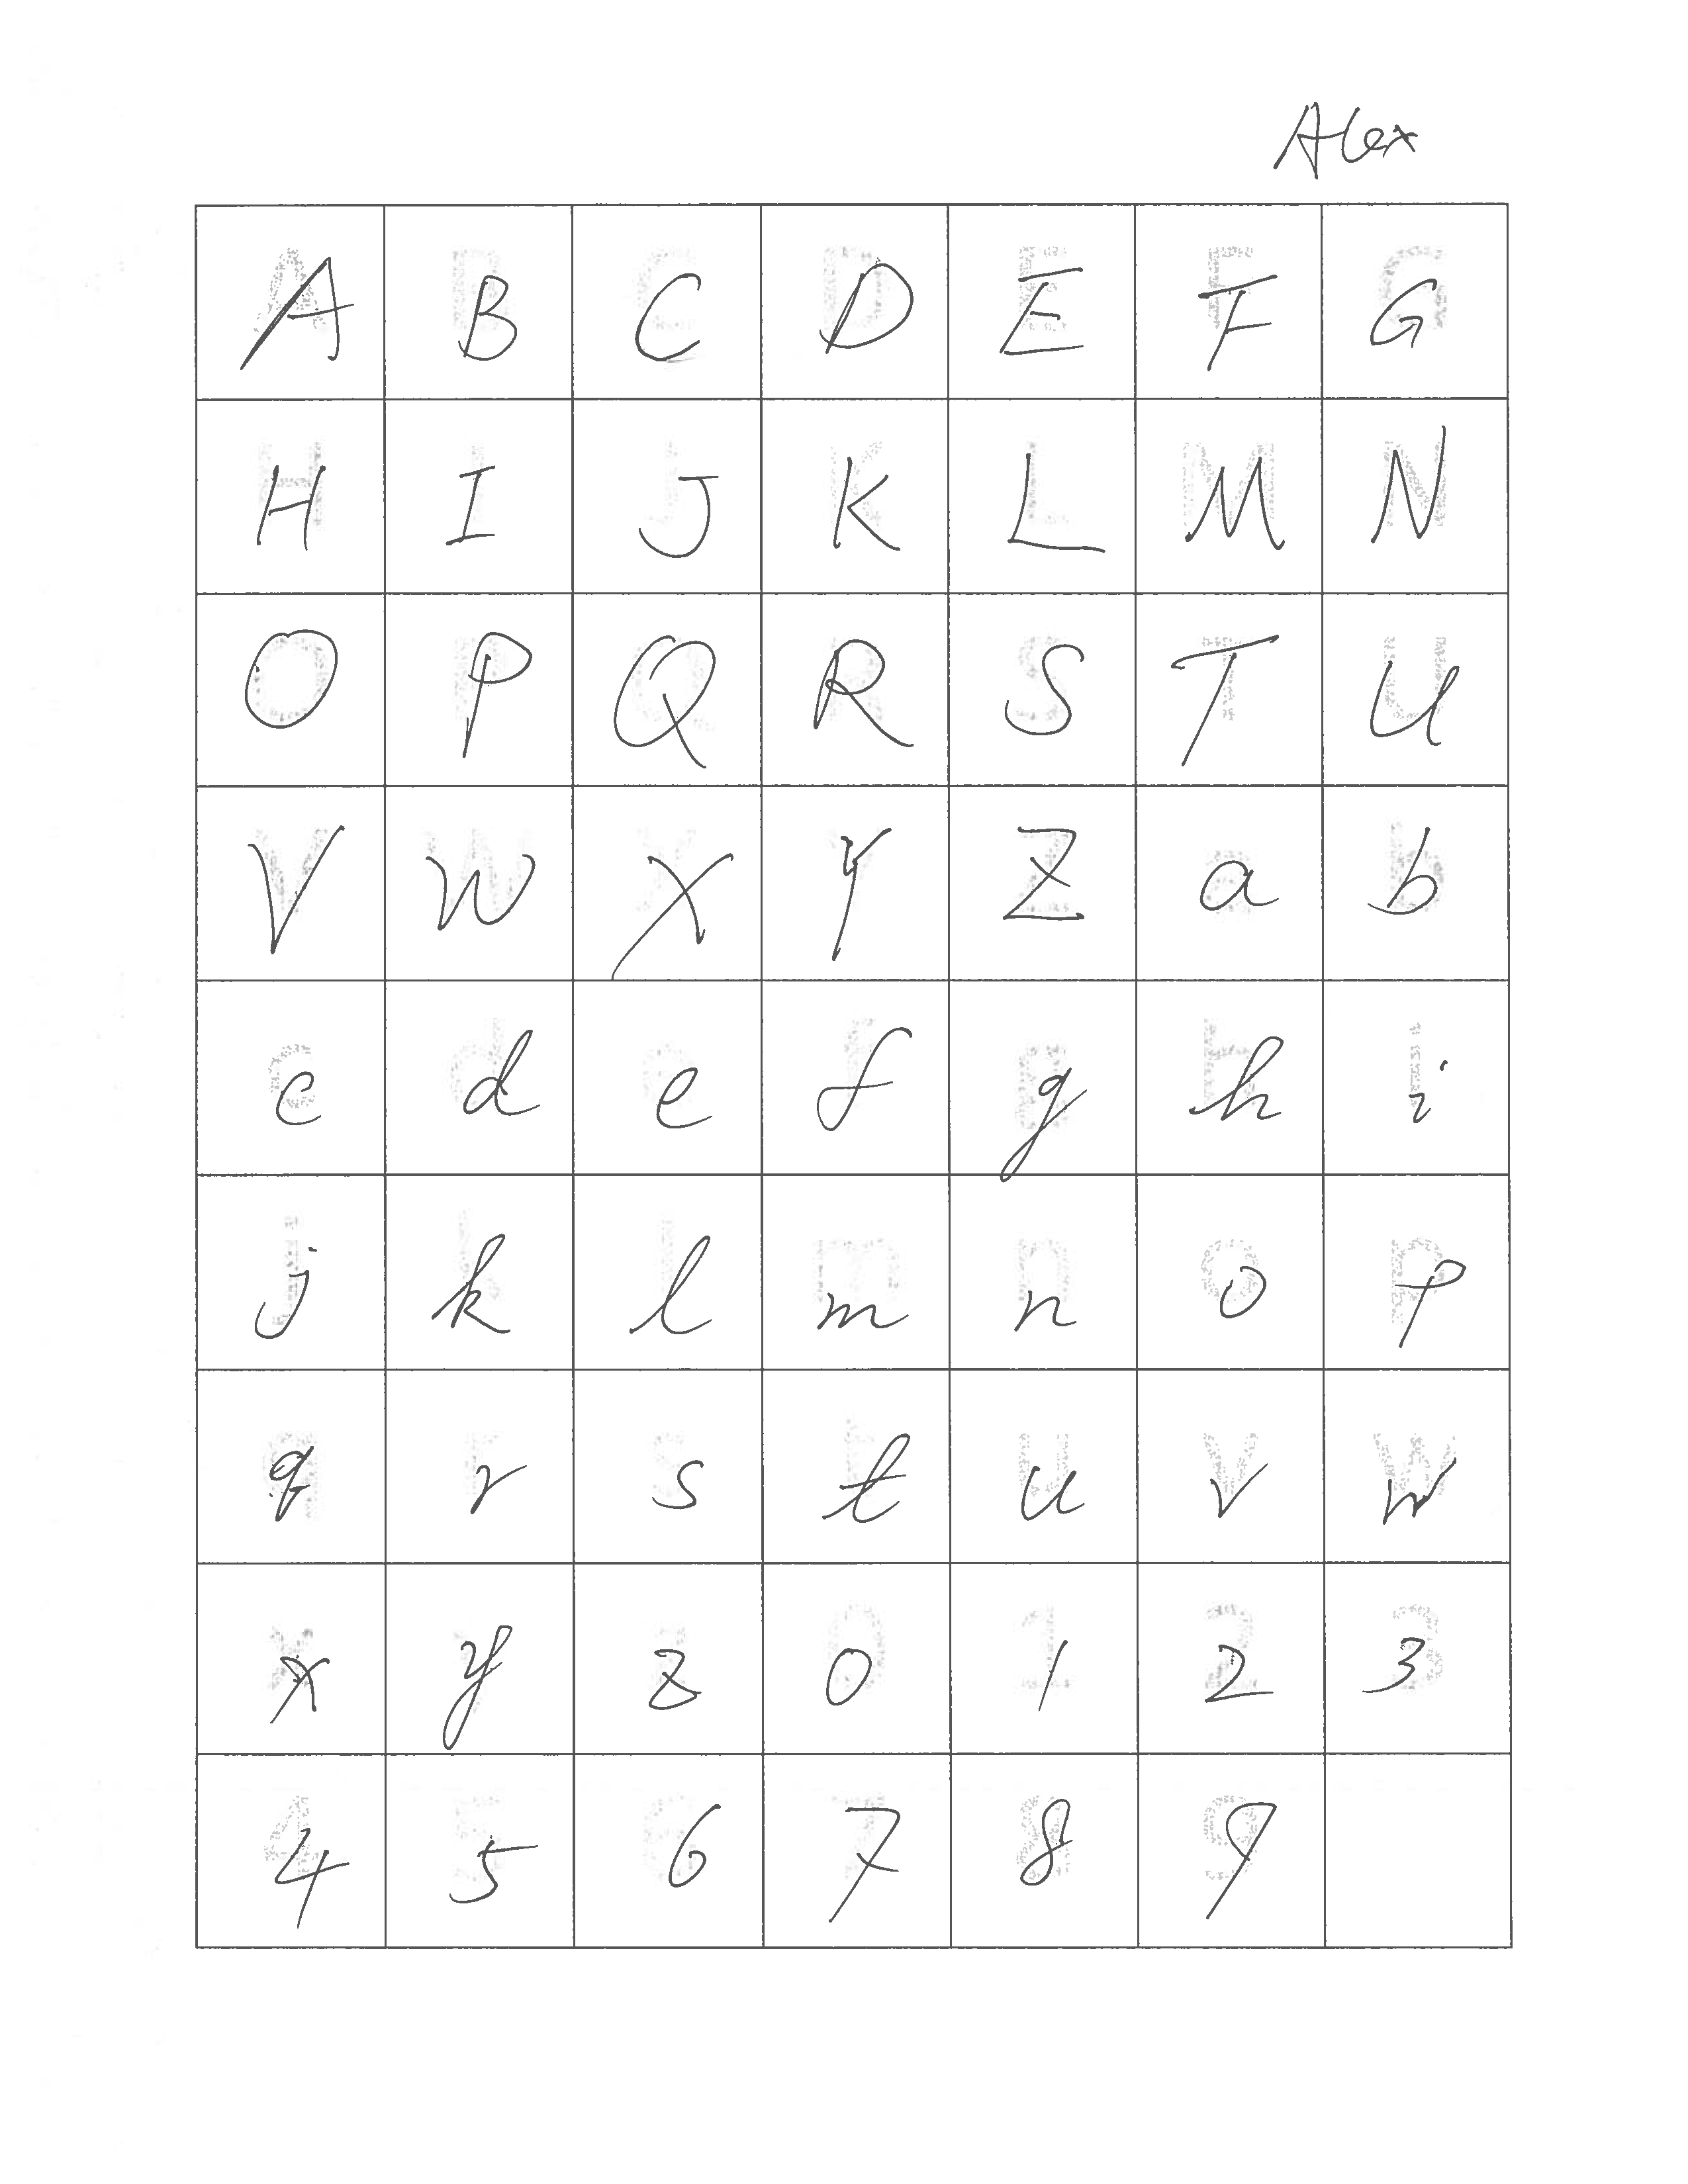 Alex
A B C D E F G
H I J K L M N
O P Q R S T U
V W X Y Z a b
c d e f g h i
j k l m n o p
q r s t u v w
x y z 0 1 2 3
4 5 6 7 8 9